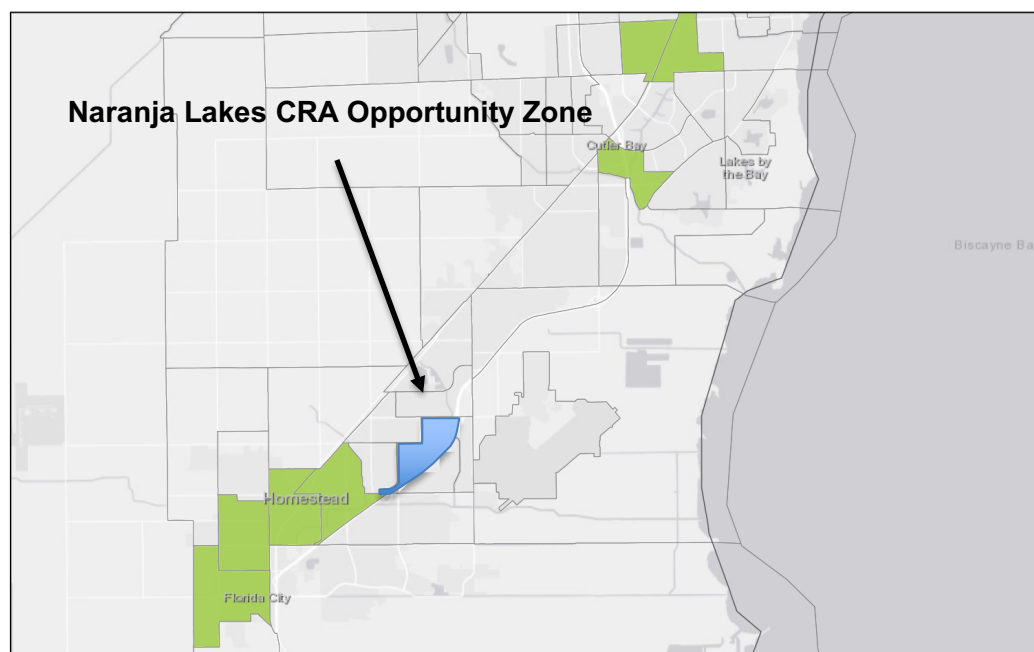 Naranja Lakes CRA Opportunity Zone
Cutler Bay
Lakes by
the Bay
Biscayne Ba
Homestead
Florida City